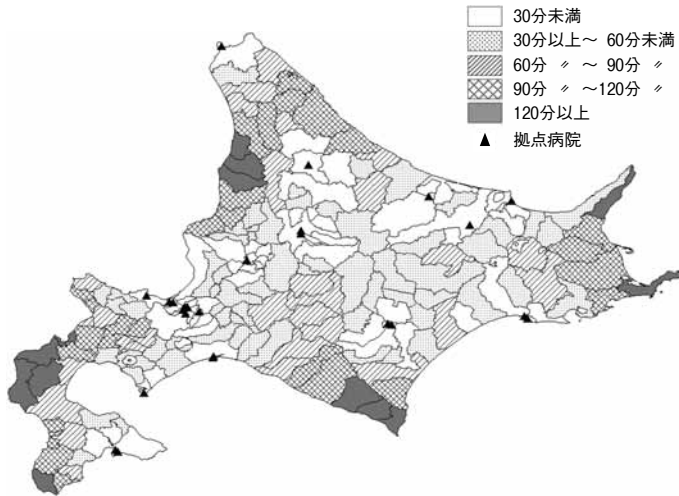 30分未満
30分以上～ 60分未満
60分 〃 ～ 90分 〃
90分 〃 ～120分 〃
120分以上
▲ 拠点病院